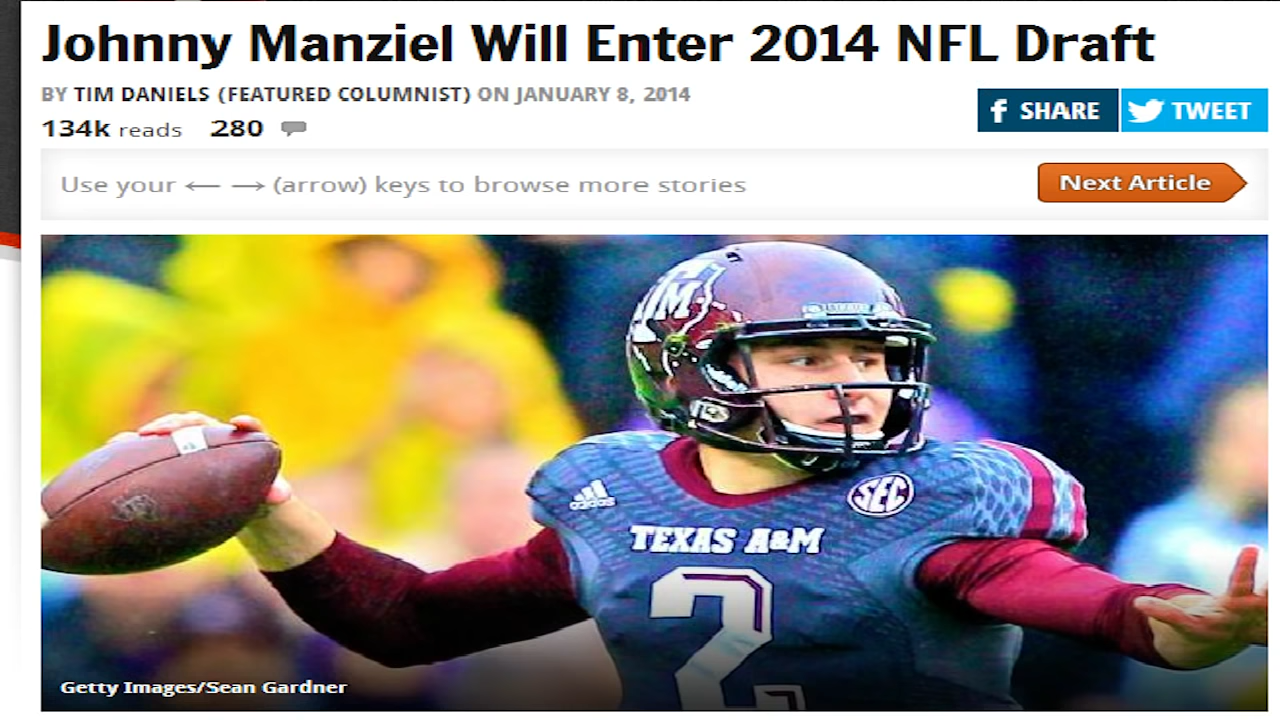 Johnny Manziel Will Enter 2014 NFL Draft
BY TIM DANIELS (FEATURED COLUMNIST) ON JANUARY 8, 2014
134k reads 280
f SHARE TWEET
Use your ← → (arrow) keys to browse more stories
Next Article
ATM
adidas
SEC
TEXAS A&M
2
Getty Images/Sean Gardner